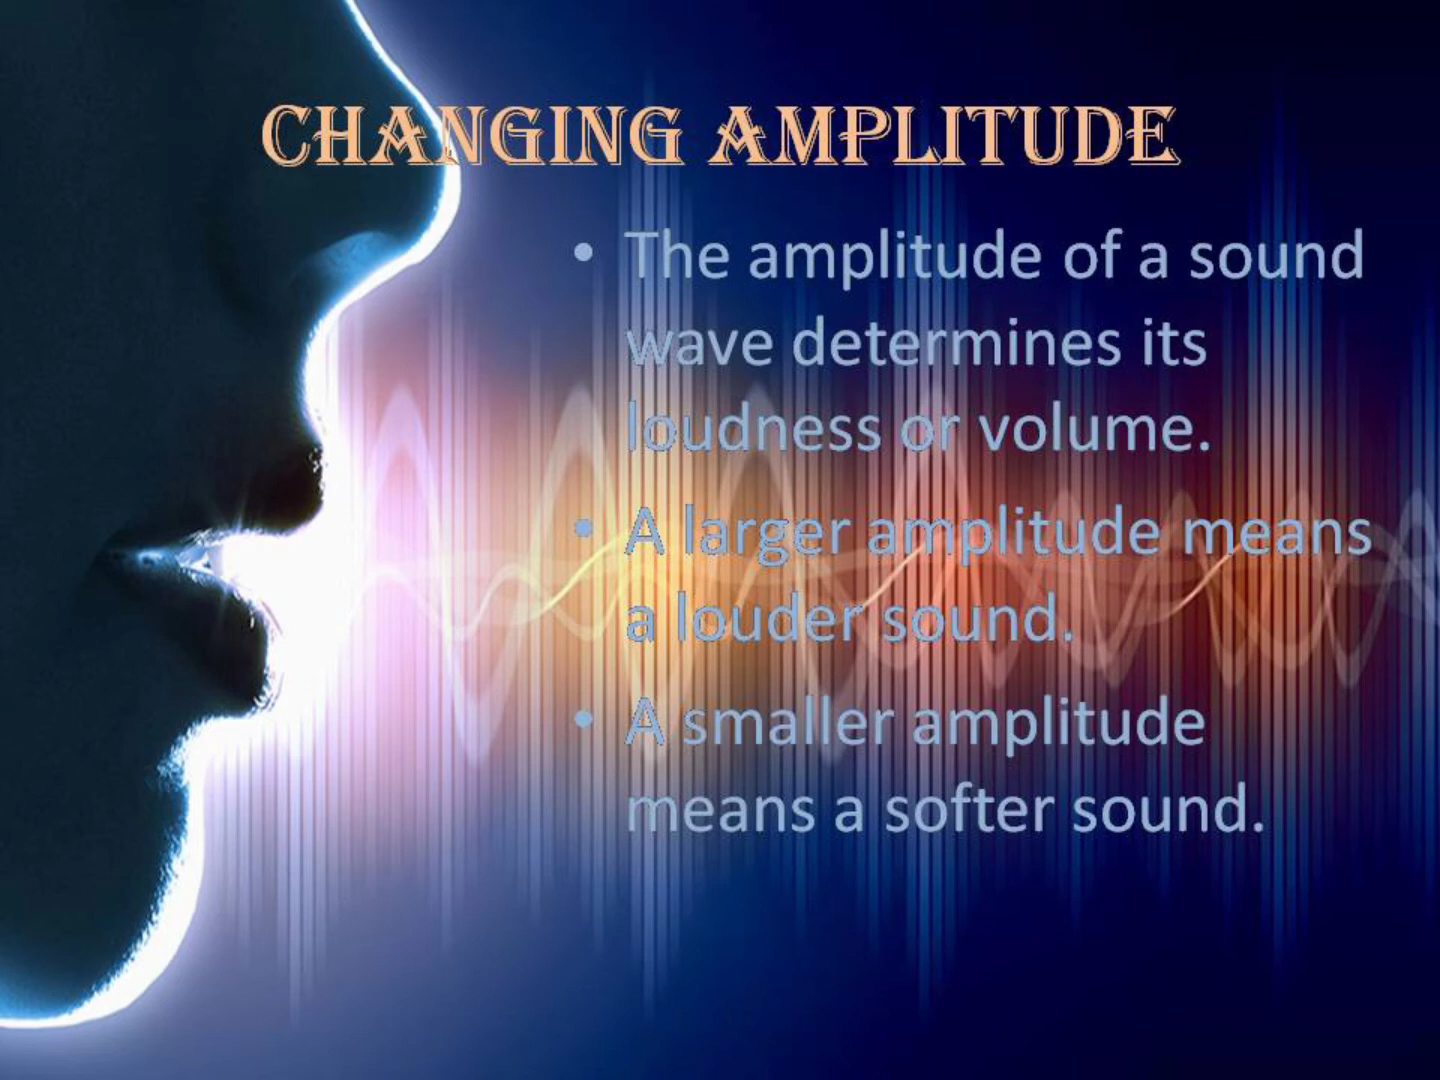 CHANGING AMPLITUDE
• The amplitude of a sound
wave determines its
loudness or volume.
• A larger amplitude means
a louder sound.
• A smaller amplitude
means a softer sound.